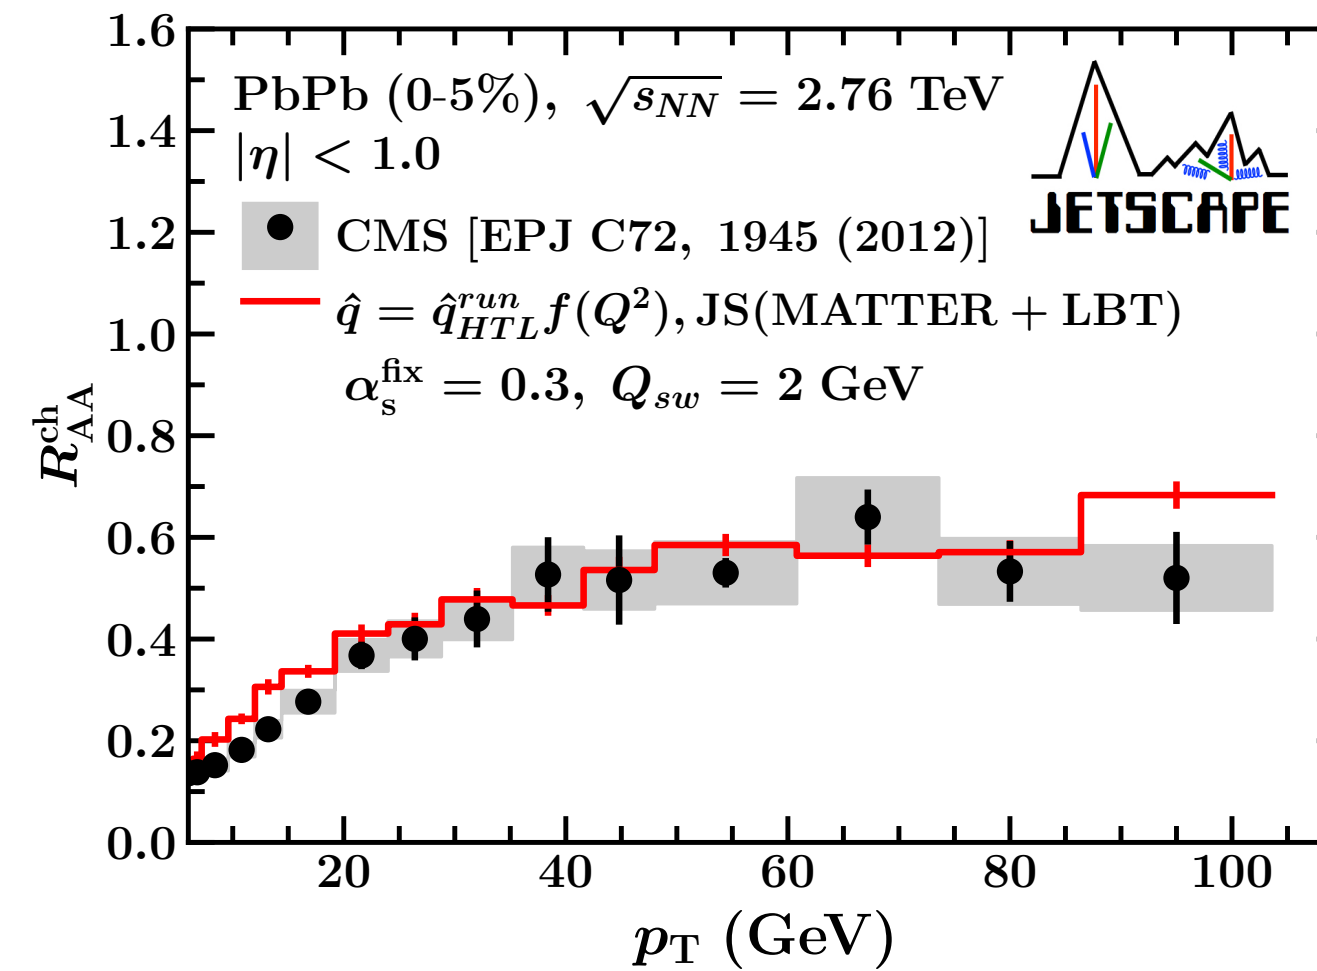 PbPb (0-5%), √s_NN = 2.76 TeV
|η| < 1.0
JETSCAPE
CMS [EPJ C72, 1945 (2012)]
q̂ = q̂^run_HTL f(Q²), JS(MATTER + LBT)
α_s^fix = 0.3, Q_sw = 2 GeV
R_AA^ch
1.6
1.4
1.2
1.0
0.8
0.6
0.4
0.2
0.0
20 40 60 80 100
p_T (GeV)